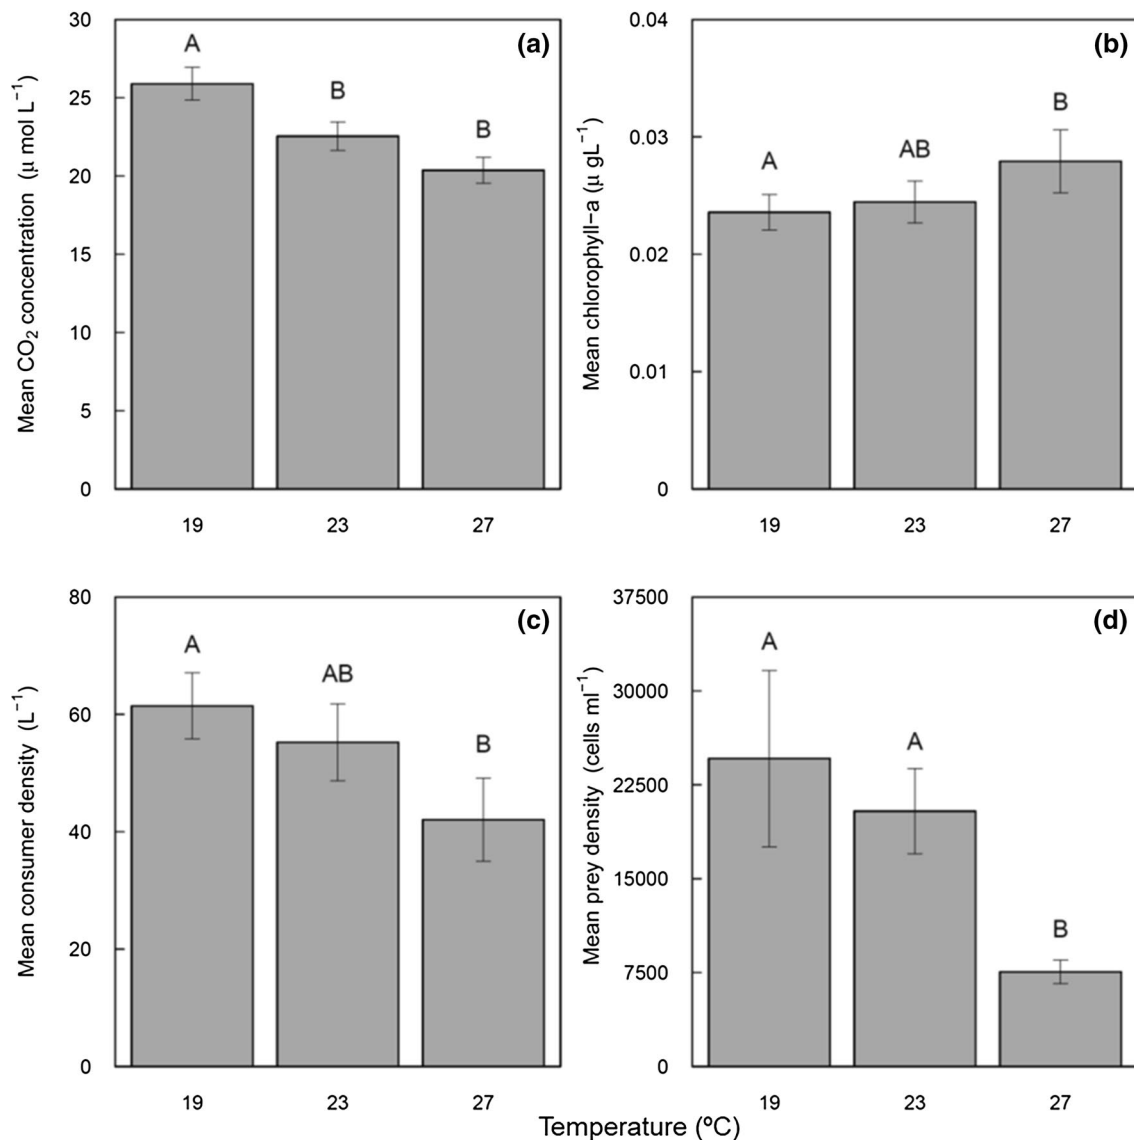 (a)
Mean CO₂ concentration (μ mol L⁻¹)
30
25
20
15
10
5
0
A
B
B
19 23 27
(b)
Mean chlorophyll−a (μ gL⁻¹)
0.04
0.03
0.02
0.01
0
A
AB
B
19 23 27
(c)
Mean consumer density (L⁻¹)
80
60
40
20
0
A
AB
B
19 23 27
(d)
Mean prey density (cells ml⁻¹)
37500
30000
22500
15000
7500
0
A
A
B
19 23 27
Temperature (ºC)